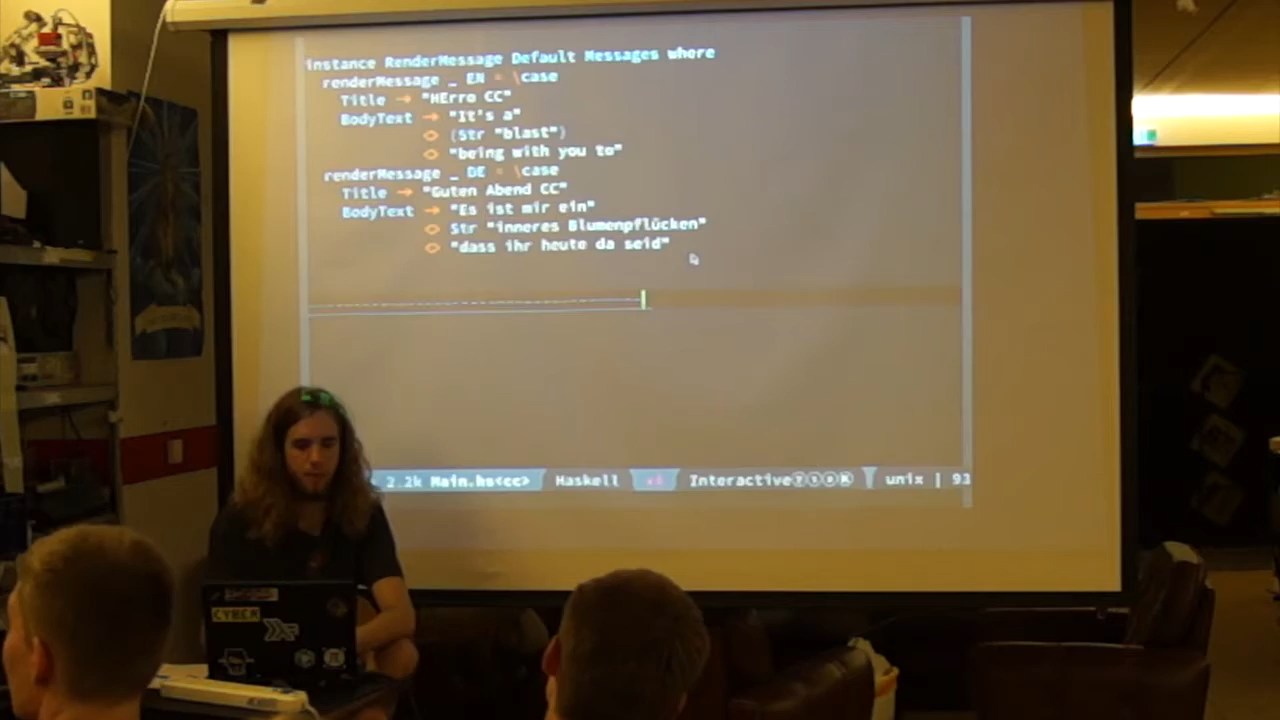 instance RenderMessage Default Messages where
renderMessage _ EN = \case
Title → "HErro CC"
BodyText → "It's a"
<> (Str "blast")
<> "being with you to"
renderMessage _ DE = \case
Title → "Guten Abend CC"
BodyText → "Es ist mir ein"
<> Str "inneres Blumenpflücken"
<> "dass ihr heute da seid"
2.2k Main.hs<cc> Haskell Interactive unix | 93
CYBER